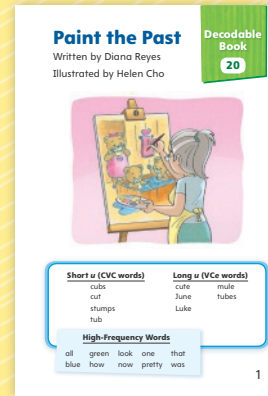 Paint the Past
Written by Diana Reyes
Illustrated by Helen Cho
Decodable
Book
20
Short u (CVC words)
cubs
cut
stumps
tub
Long u (VCe words)
cute mule
June tubes
Luke
High-Frequency Words
all green look one that
blue how now pretty was
1